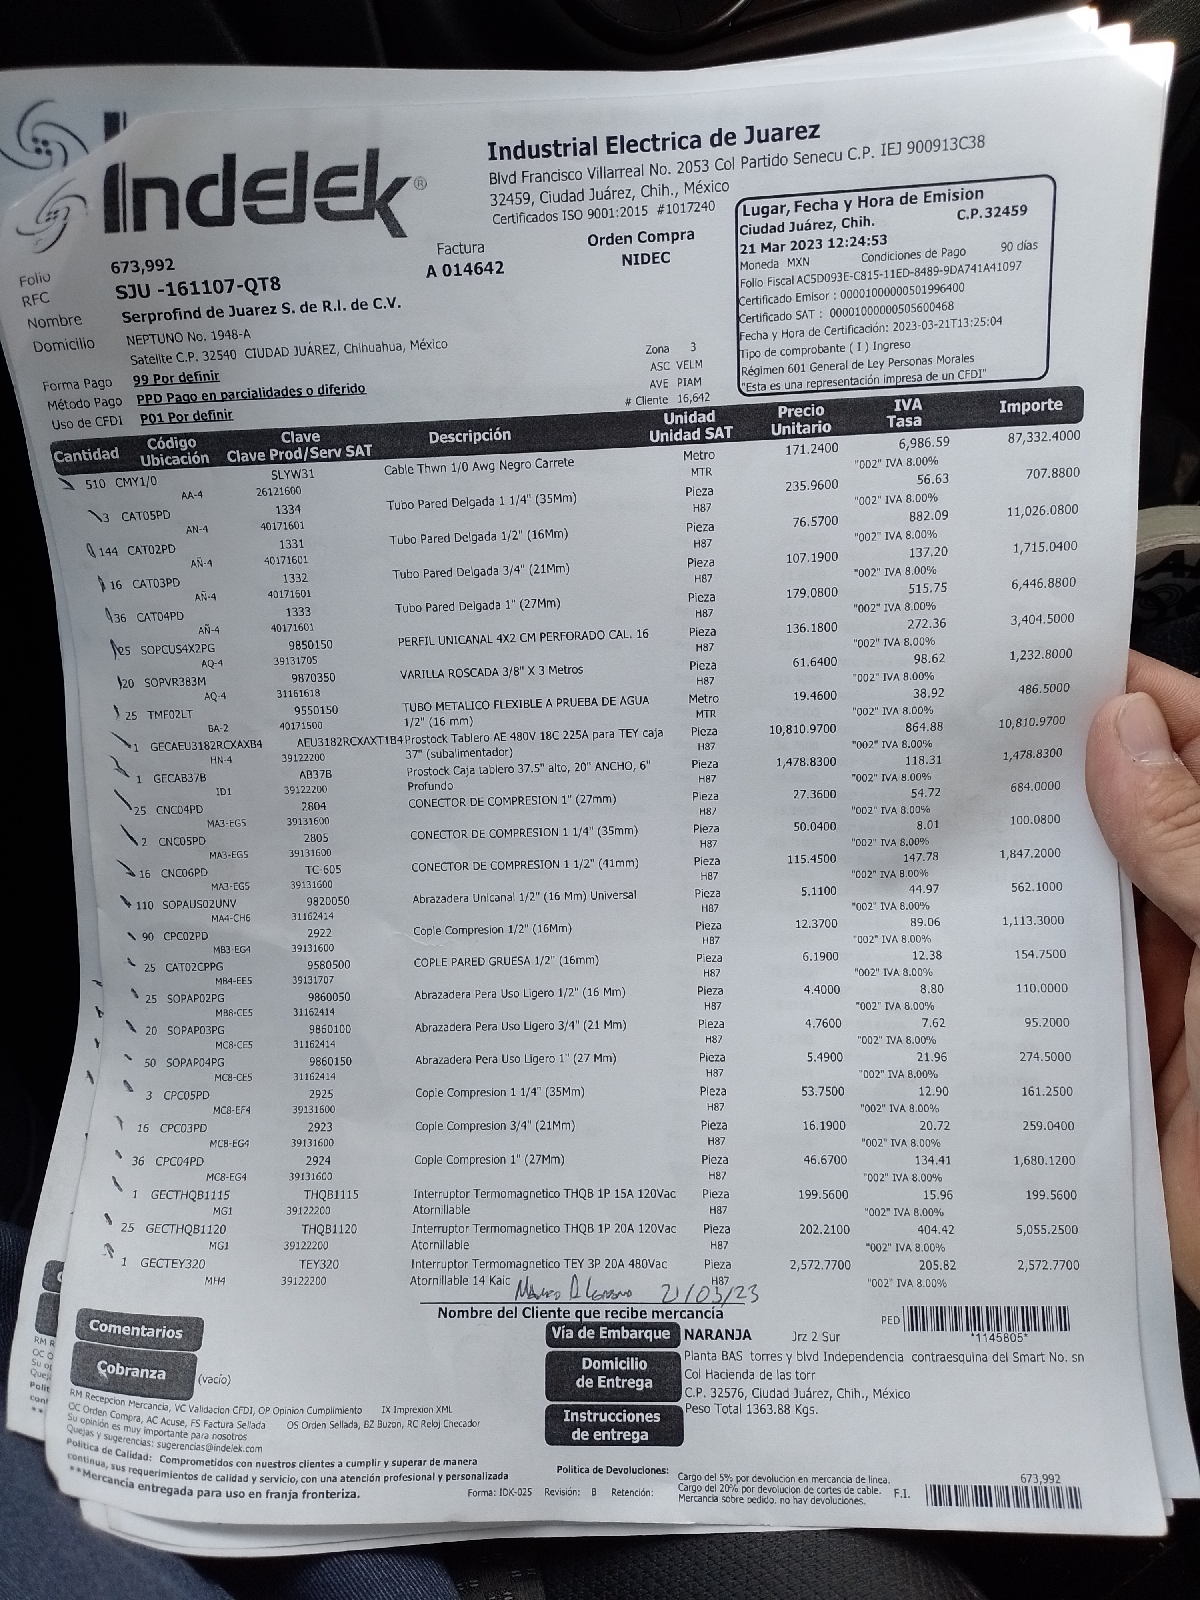 Indelek®
Industrial Electrica de Juarez
Blvd Francisco Villarreal No. 2053 Col Partido Senecu C.P. IEJ 900913C38
32459, Ciudad Juárez, Chih., México
Certificados ISO 9001:2015 #1017240
Lugar, Fecha y Hora de Emision
Ciudad Juárez, Chih. C.P.32459
21 Mar 2023 12:24:53
Moneda MXN Condiciones de Pago 90 días
Folio Fiscal AC5D093E-C815-11ED-8489-9DA741A41097
Certificado Emisor : 00001000000501996400
Certificado SAT : 00001000000505600468
Fecha y Hora de Certificación: 2023-03-21T13:25:04
Tipo de comprobante ( I ) Ingreso
Régimen 601 General de Ley Personas Morales
"Esta es una representación impresa de un CFDI"
Factura
A 014642
Orden Compra
NIDEC
Folio 673,992
RFC SJU -161107-QT8
Nombre Serprofind de Juarez S. de R.l. de C.V.
Domicilio NEPTUNO No. 1948-A
Satelite C.P. 32540 CIUDAD JUÁREZ, Chihuahua, México
Forma Pago 99 Por definir
Método Pago PPD Pago en parcialidades o diferido
Uso de CFDI P01 Por definir
Zona 3
ASC VELM
AVE PIAM
# Cliente 16,642
Cantidad Código Ubicación Clave Clave Prod/Serv SAT Descripción Unidad Unidad SAT Precio Unitario IVA Tasa Importe
510 CMY1/0 SLYW31 Cable Thwn 1/0 Awg Negro Carrete Metro 171.2400 6,986.59 87,332.4000
AA-4 26121600 MTR "002" IVA 8.00%
3 CAT05PD 1334 Tubo Pared Delgada 1 1/4" (35Mm) Pieza 235.9600 56.63 707.8800
AN-4 40171601 H87 "002" IVA 8.00%
144 CAT02PD 1331 Tubo Pared Delgada 1/2" (16Mm) Pieza 76.5700 882.09 11,026.0800
AÑ-4 40171601 H87 "002" IVA 8.00%
16 CAT03PD 1332 Tubo Pared Delgada 3/4" (21Mm) Pieza 107.1900 137.20 1,715.0400
AÑ-4 40171601 H87 "002" IVA 8.00%
36 CAT04PD 1333 Tubo Pared Delgada 1" (27Mm) Pieza 179.0800 515.75 6,446.8800
AÑ-4 40171601 H87 "002" IVA 8.00%
25 SOPCUS4X2PG 9850150 PERFIL UNICANAL 4X2 CM PERFORADO CAL. 16 Pieza 136.1800 272.36 3,404.5000
AQ-4 39131705 H87 "002" IVA 8.00%
20 SOPVR383M 9870350 VARILLA ROSCADA 3/8" X 3 Metros Pieza 61.6400 98.62 1,232.8000
AQ-4 31161618 H87 "002" IVA 8.00%
25 TMF02LT 9550150 TUBO METALICO FLEXIBLE A PRUEBA DE AGUA Metro 19.4600 38.92 486.5000
BA-2 40171500 1/2" (16 mm) MTR "002" IVA 8.00%
1 GECAEU3182RCXAXB4 AEU3182RCXAXT1B4 Prostock Tablero AE 480V 18C 225A para TEY caja Pieza 10,810.9700 864.88 10,810.9700
HN-4 39122200 37" (subalimentador) H87 "002" IVA 8.00%
1 GECAB37B AB37B Prostock Caja tablero 37.5" alto, 20" ANCHO, 6" Pieza 1,478.8300 118.31 1,478.8300
ID1 39122200 Profundo H87 "002" IVA 8.00%
25 CNC04PD 2804 CONECTOR DE COMPRESION 1" (27mm) Pieza 27.3600 54.72 684.0000
MA3-EG5 39131600 H87 "002" IVA 8.00%
2 CNC05PD 2805 CONECTOR DE COMPRESION 1 1/4" (35mm) Pieza 50.0400 8.01 100.0800
MA3-EG5 39131600 H87 "002" IVA 8.00%
16 CNC06PD TC-605 CONECTOR DE COMPRESION 1 1/2" (41mm) Pieza 115.4500 147.78 1,847.2000
MA3-EG5 39131600 H87 "002" IVA 8.00%
110 SOPAUS02UNV 9820050 Abrazadera Unicanal 1/2" (16 Mm) Universal Pieza 5.1100 44.97 562.1000
MA4-CH6 31162414 H87 "002" IVA 8.00%
90 CPC02PD 2922 Cople Compresion 1/2" (16Mm) Pieza 12.3700 89.06 1,113.3000
MB3-EG4 39131600 H87 "002" IVA 8.00%
25 CAT02CPPG 9580500 COPLE PARED GRUESA 1/2" (16mm) Pieza 6.1900 12.38 154.7500
MB4-EE5 39131707 H87 "002" IVA 8.00%
25 SOPAP02PG 9860050 Abrazadera Pera Uso Ligero 1/2" (16 Mm) Pieza 4.4000 8.80 110.0000
MB8-CE5 31162414 H87 "002" IVA 8.00%
20 SOPAP03PG 9860100 Abrazadera Pera Uso Ligero 3/4" (21 Mm) Pieza 4.7600 7.62 95.2000
MC8-CE5 31162414 H87 "002" IVA 8.00%
50 SOPAP04PG 9860150 Abrazadera Pera Uso Ligero 1" (27 Mm) Pieza 5.4900 21.96 274.5000
MC8-CE5 31162414 H87 "002" IVA 8.00%
3 CPC05PD 2925 Cople Compresion 1 1/4" (35Mm) Pieza 53.7500 12.90 161.2500
MC8-EF4 39131600 H87 "002" IVA 8.00%
16 CPC03PD 2923 Cople Compresion 3/4" (21Mm) Pieza 16.1900 20.72 259.0400
MC8-EG4 39131600 H87 "002" IVA 8.00%
36 CPC04PD 2924 Cople Compresion 1" (27Mm) Pieza 46.6700 134.41 1,680.1200
MC8-EG4 39131600 H87 "002" IVA 8.00%
1 GECTHQB1115 THQB1115 Interruptor Termomagnetico THQB 1P 15A 120Vac Pieza 199.5600 15.96 199.5600
MG1 39122200 Atornillable H87 "002" IVA 8.00%
25 GECTHQB1120 THQB1120 Interruptor Termomagnetico THQB 1P 20A 120Vac Pieza 202.2100 404.42 5,055.2500
MG1 39122200 Atornillable H87 "002" IVA 8.00%
1 GECTEY320 TEY320 Interruptor Termomagnetico TEY 3P 20A 480Vac Pieza 2,572.7700 205.82 2,572.7700
MH4 39122200 Atornillable 14 Kaic H87 "002" IVA 8.00%
21/03/23
Nombre del Cliente que recibe mercancía
PED *1145805*
Comentarios
Cobranza (vacío)
Vía de Embarque NARANJA Jrz 2 Sur
Domicilio de Entrega
Planta BAS torres y blvd Independencia contraesquina del Smart No. sn
Col Hacienda de las torr
C.P. 32576, Ciudad Juárez, Chih., México
Peso Total 1363.88 Kgs.
Instrucciones de entrega
RM Recepcion Mercancia, VC Validacion CFDI, OP Opinion Cumplimiento IX Imprexion XML
OC Orden Compra, AC Acuse, FS Factura Sellada OS Orden Sellada, BZ Buzon, RC Reloj Checador
Su opinión es muy importante para nosotros
Quejas y sugerencias: sugerencias@indelek.com
Politica de Calidad: Comprometidos con nuestros clientes a cumplir y superar de manera
continua, sus requerimientos de calidad y servicio, con una atención profesional y personalizada
**Mercancia entregada para uso en franja fronteriza.
Forma: IDK-025 Revisión: B Retención:
Politica de Devoluciones: Cargo del 5% por devolucion en mercancia de linea.
Cargo del 20% por devolucion de cortes de cable.
Mercancia sobre pedido, no hay devoluciones.
673,992
F.I.